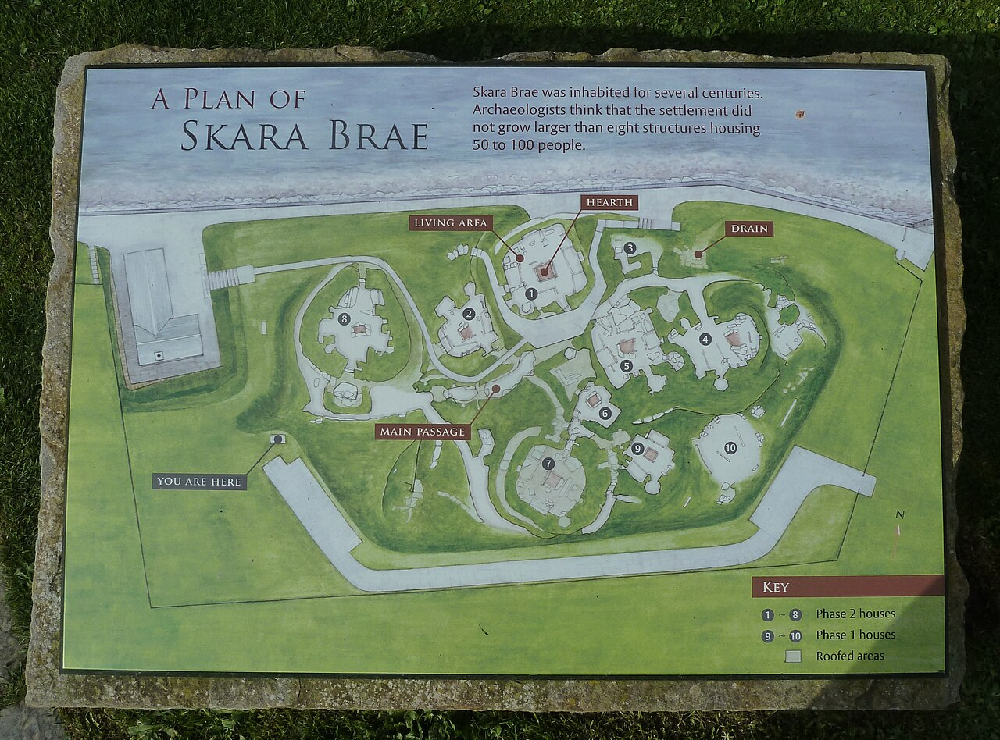 A PLAN OF
SKARA BRAE
Skara Brae was inhabited for several centuries.
Archaeologists think that the settlement did
not grow larger than eight structures housing
50 to 100 people.
HEARTH
LIVING AREA
DRAIN
3
1
2
8
4
5
6
MAIN PASSAGE
9
10
7
YOU ARE HERE
N
KEY
1 ~ 8 Phase 2 houses
9 ~ 10 Phase 1 houses
Roofed areas